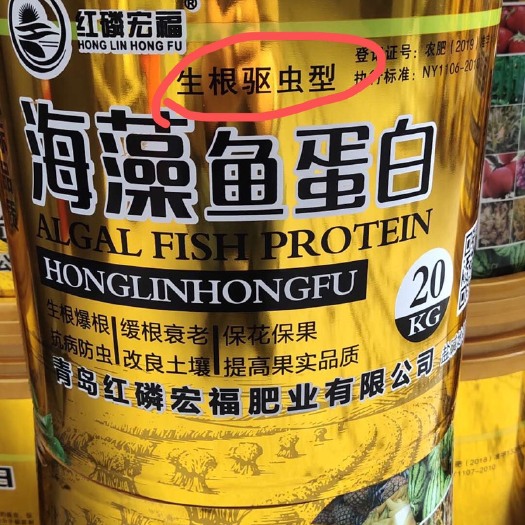 红磷宏福
HONG LIN HONG FU
生根驱虫型
登记证号：农肥（2018）
执行标准：NY1106-20
海藻鱼蛋白
ALGAL FISH PROTEIN
HONGLINHONGFU
20
KG
生根爆根 缓根衰老 保花保果
抗病防虫 改良土壤 提高果实品质
青岛红磷宏福肥业有限公司